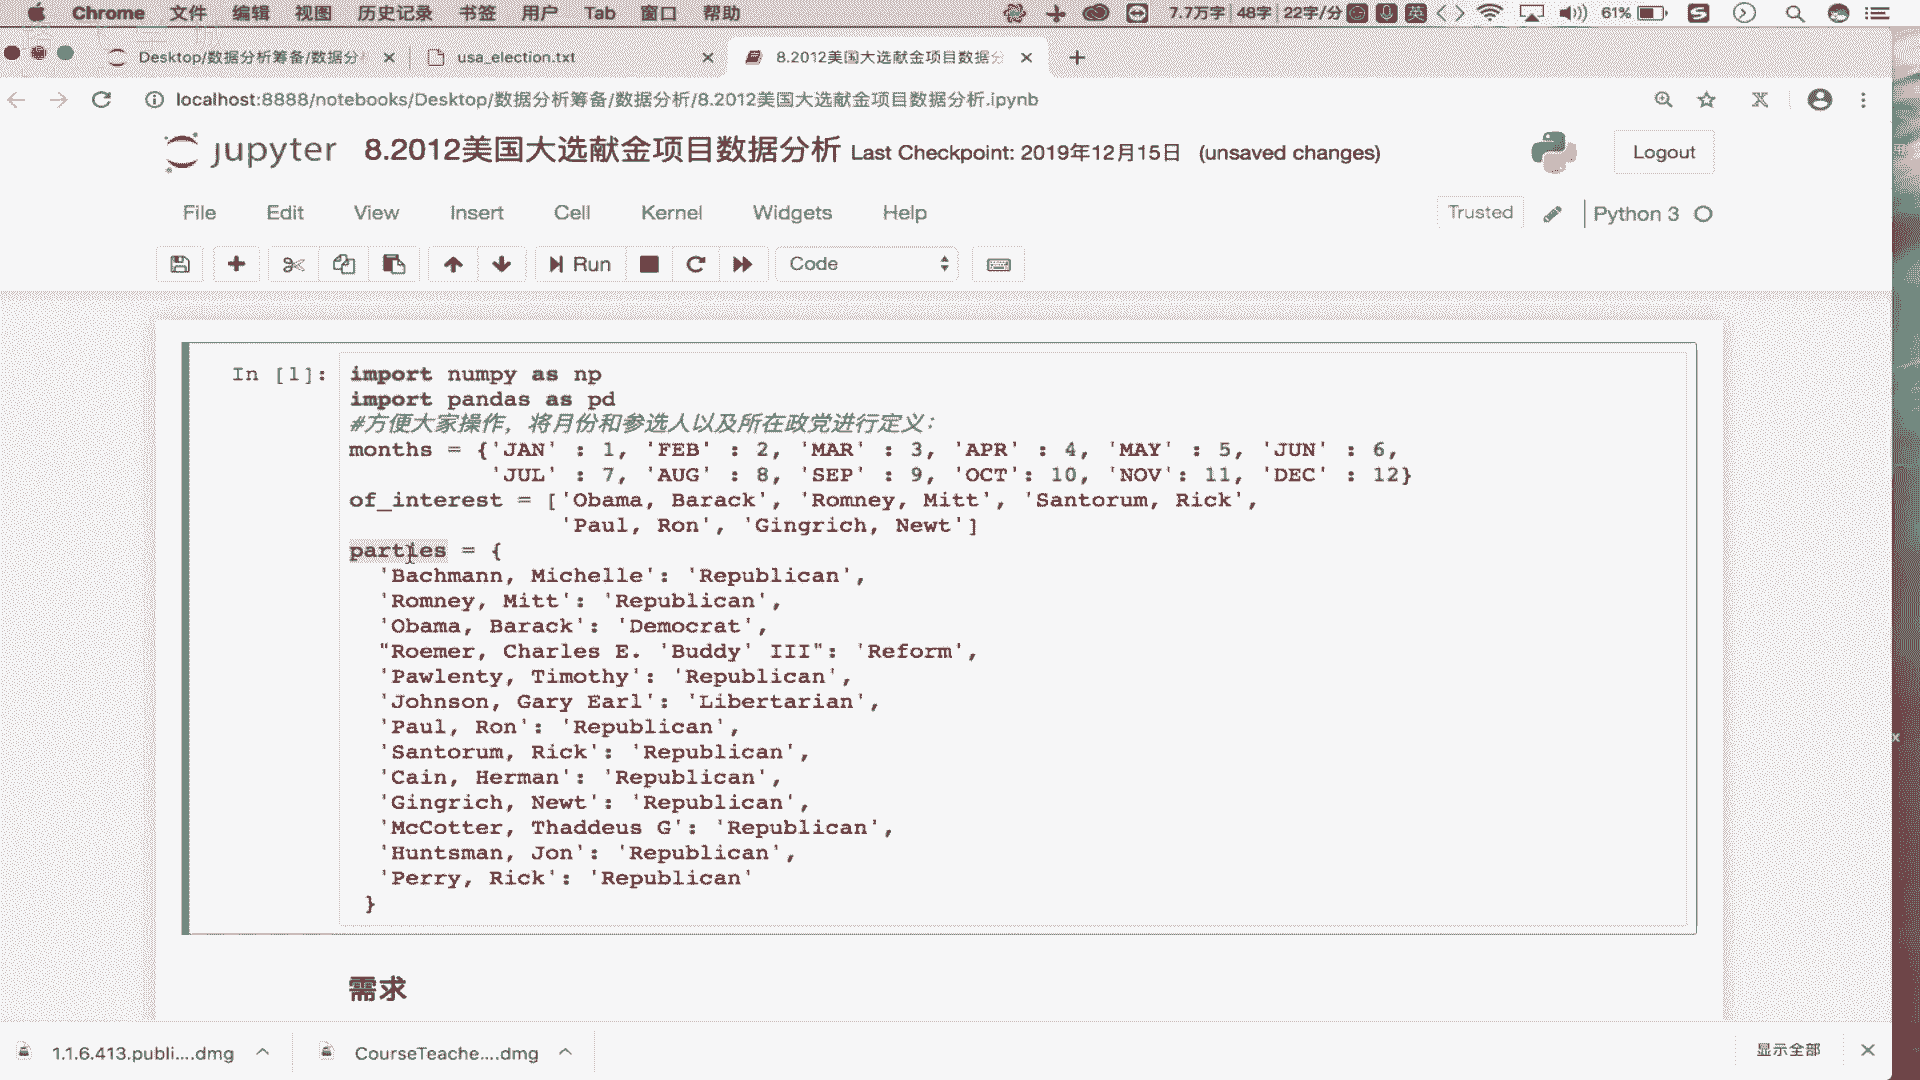 Chrome 文件 编辑 视图 历史记录 书签 用户 Tab 窗口 帮助 7.7万字 48字 22字/分 英 61%
Desktop/数据分析筹备/数据分 usa_election.txt 8.2012美国大选献金项目数据分
localhost:8888/notebooks/Desktop/数据分析筹备/数据分析/8.2012美国大选献金项目数据分析.ipynb
jupyter 8.2012美国大选献金项目数据分析 Last Checkpoint: 2019年12月15日 (unsaved changes) Logout
File Edit View Insert Cell Kernel Widgets Help Trusted Python 3
Run Code
In [1]: import numpy as np
import pandas as pd
#方便大家操作，将月份和参选人以及所在政党进行定义：
months = {'JAN' : 1, 'FEB' : 2, 'MAR' : 3, 'APR' : 4, 'MAY' : 5, 'JUN' : 6,
'JUL' : 7, 'AUG' : 8, 'SEP' : 9, 'OCT': 10, 'NOV': 11, 'DEC' : 12}
of_interest = ['Obama, Barack', 'Romney, Mitt', 'Santorum, Rick',
'Paul, Ron', 'Gingrich, Newt']
parties = {
'Bachmann, Michelle': 'Republican',
'Romney, Mitt': 'Republican',
'Obama, Barack': 'Democrat',
"Roemer, Charles E. 'Buddy' III": 'Reform',
'Pawlenty, Timothy': 'Republican',
'Johnson, Gary Earl': 'Libertarian',
'Paul, Ron': 'Republican',
'Santorum, Rick': 'Republican',
'Cain, Herman': 'Republican',
'Gingrich, Newt': 'Republican',
'McCotter, Thaddeus G': 'Republican',
'Huntsman, Jon': 'Republican',
'Perry, Rick': 'Republican'
}
需求
1.1.6.413.publi....dmg CourseTeache....dmg 显示全部